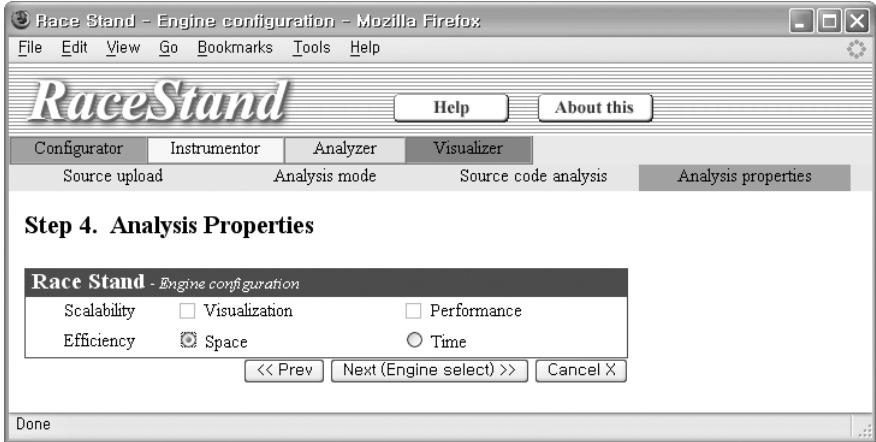 Race Stand - Engine configuration - Mozilla Firefox
File Edit View Go Bookmarks Tools Help
RaceStand Help About this
Configurator Instrumentor Analyzer Visualizer
Source upload Analysis mode Source code analysis Analysis properties
Step 4. Analysis Properties
Race Stand - Engine configuration
Scalability Visualization Performance
Efficiency Space Time
<< Prev Next (Engine select) >> Cancel X
Done